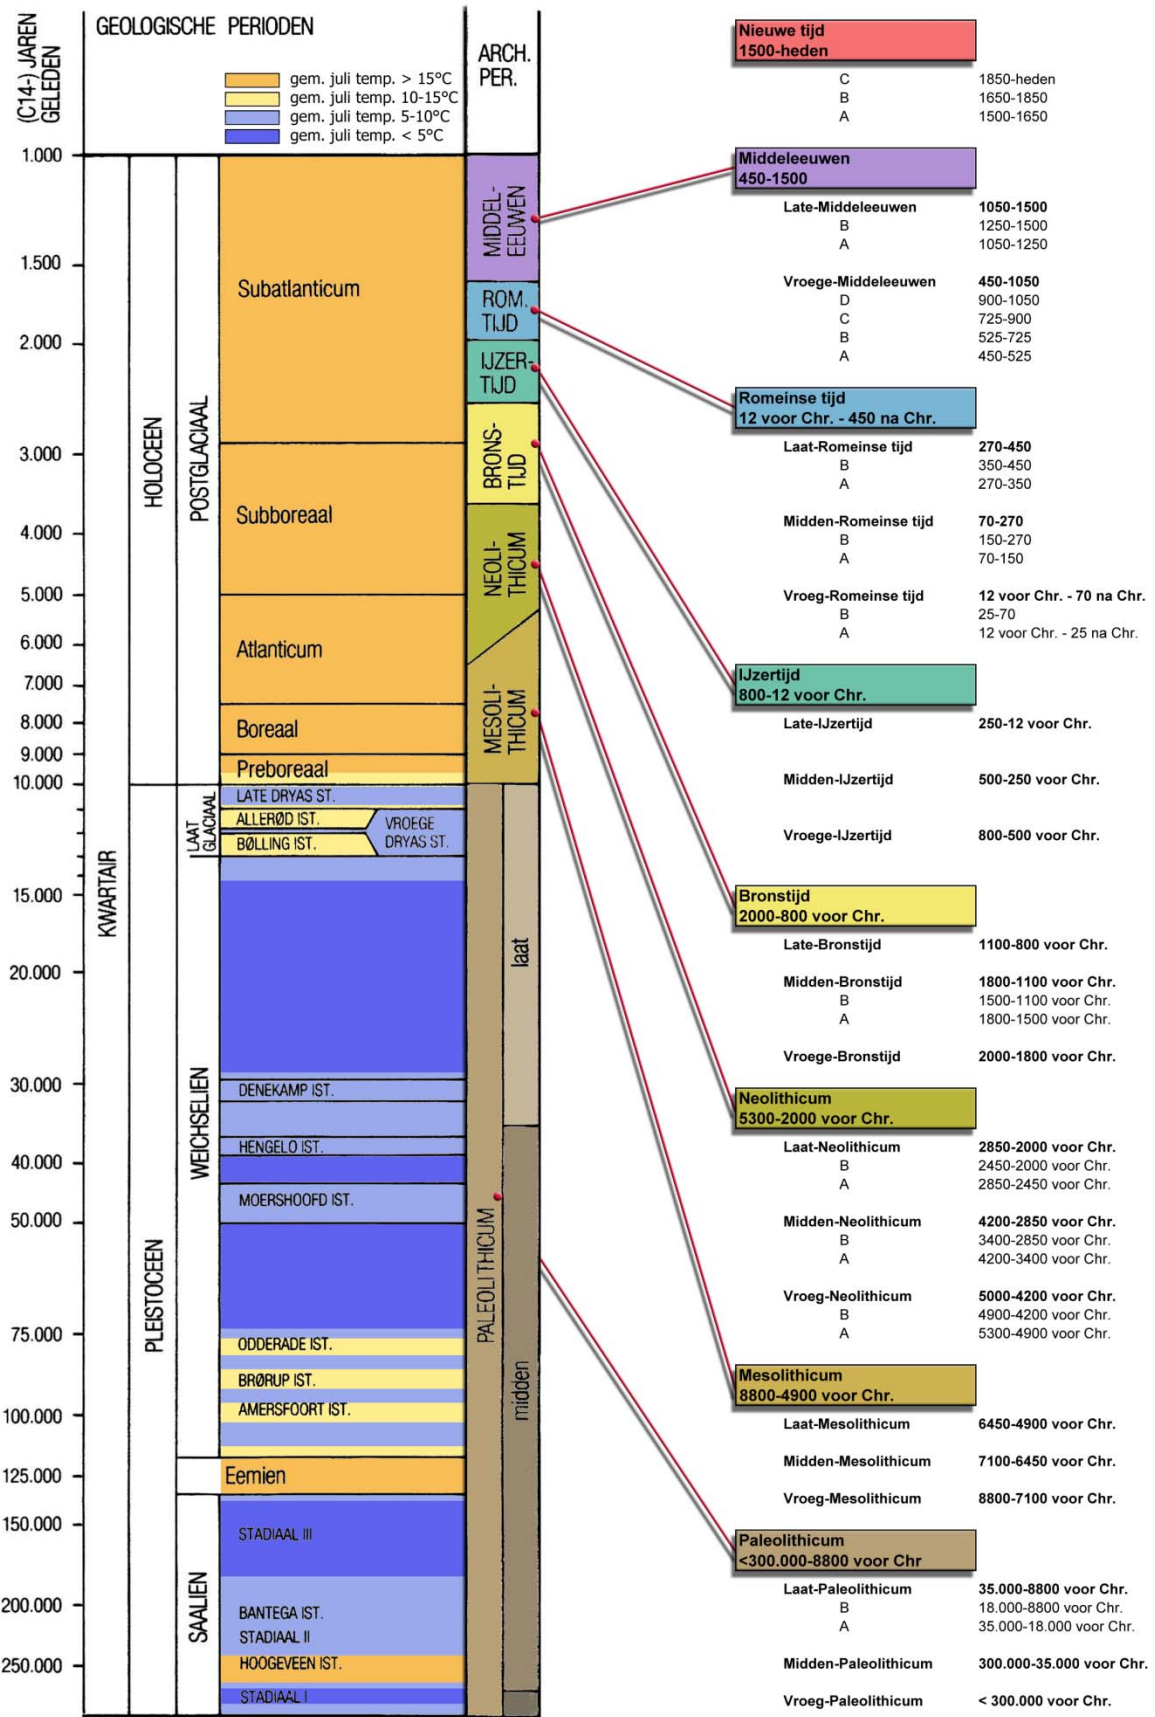 (C14-) JAREN
GELEDEN
GEOLOGISCHE PERIODEN
gem. juli temp. > 15°C
gem. juli temp. 10-15°C
gem. juli temp. 5-10°C
gem. juli temp. < 5°C
ARCH.
PER.
1.000
1.500
2.000
3.000
4.000
5.000
6.000
7.000
8.000
9.000
10.000
15.000
20.000
30.000
40.000
50.000
75.000
100.000
125.000
150.000
200.000
250.000
KWARTAIR
HOLOCEEN
PLEISTOCEEN
POSTGLACIAAL
LAAT
GLACIAAL
WEICHSELIEN
SAALIEN
Subatlanticum
Subboreaal
Atlanticum
Boreaal
Preboreaal
LATE DRYAS ST.
ALLERØD IST.
VROEGE
DRYAS ST.
BØLLING IST.
DENEKAMP IST.
HENGELO IST.
MOERSHOOFD IST.
ODDERADE IST.
BRØRUP IST.
AMERSFOORT IST.
Eemien
STADIAAL III
BANTEGA IST.
STADIAAL II
HOOGEVEEN IST.
STADIAAL I
MIDDEL-
EEUWEN
ROM.
TIJD
IJZER-
TIJD
BRONS-
TIJD
NEOLI-
THICUM
MESOLI-
THICUM
PALEOLITHICUM
laat
midden
Nieuwe tijd
1500-heden
C 1850-heden
B 1650-1850
A 1500-1650
Middeleeuwen
450-1500
Late-Middeleeuwen 1050-1500
B 1250-1500
A 1050-1250
Vroege-Middeleeuwen 450-1050
D 900-1050
C 725-900
B 525-725
A 450-525
Romeinse tijd
12 voor Chr. - 450 na Chr.
Laat-Romeinse tijd 270-450
B 350-450
A 270-350
Midden-Romeinse tijd 70-270
B 150-270
A 70-150
Vroeg-Romeinse tijd 12 voor Chr. - 70 na Chr.
B 25-70
A 12 voor Chr. - 25 na Chr.
IJzertijd
800-12 voor Chr.
Late-IJzertijd 250-12 voor Chr.
Midden-IJzertijd 500-250 voor Chr.
Vroege-IJzertijd 800-500 voor Chr.
Bronstijd
2000-800 voor Chr.
Late-Bronstijd 1100-800 voor Chr.
Midden-Bronstijd 1800-1100 voor Chr.
B 1500-1100 voor Chr.
A 1800-1500 voor Chr.
Vroege-Bronstijd 2000-1800 voor Chr.
Neolithicum
5300-2000 voor Chr.
Laat-Neolithicum 2850-2000 voor Chr.
B 2450-2000 voor Chr.
A 2850-2450 voor Chr.
Midden-Neolithicum 4200-2850 voor Chr.
B 3400-2850 voor Chr.
A 4200-3400 voor Chr.
Vroeg-Neolithicum 5000-4200 voor Chr.
B 4900-4200 voor Chr.
A 5300-4900 voor Chr.
Mesolithicum
8800-4900 voor Chr.
Laat-Mesolithicum 6450-4900 voor Chr.
Midden-Mesolithicum 7100-6450 voor Chr.
Vroeg-Mesolithicum 8800-7100 voor Chr.
Paleolithicum
<300.000-8800 voor Chr
Laat-Paleolithicum 35.000-8800 voor Chr.
B 18.000-8800 voor Chr.
A 35.000-18.000 voor Chr.
Midden-Paleolithicum 300.000-35.000 voor Chr.
Vroeg-Paleolithicum < 300.000 voor Chr.